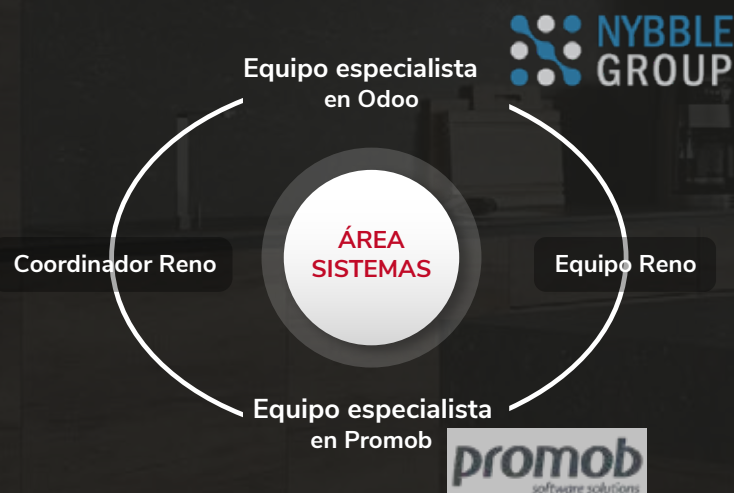 NYBBLE
GROUP
Equipo especialista
en Odoo
ÁREA
SISTEMAS
Coordinador Reno
Equipo Reno
Equipo especialista
en Promob
promob
software solutions